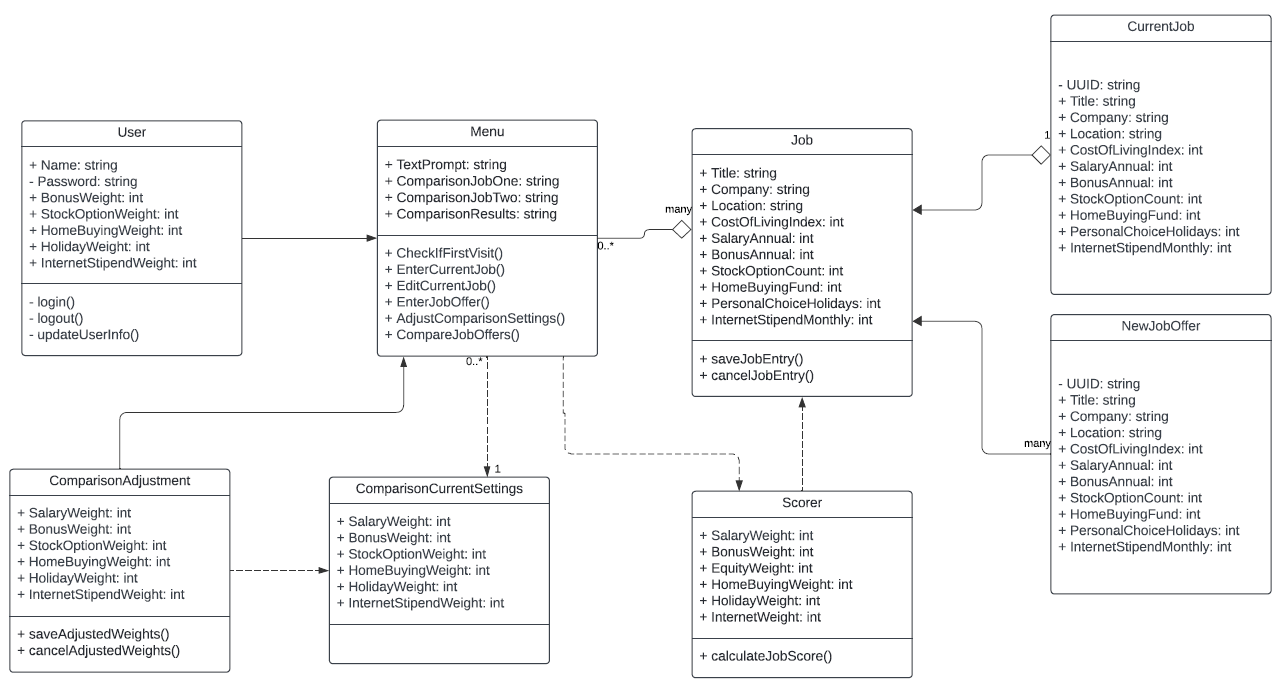 User
+ Name: string
- Password: string
+ BonusWeight: int
+ StockOptionWeight: int
+ HomeBuyingWeight: int
+ HolidayWeight: int
+ InternetStipendWeight: int
- login()
- logout()
- updateUserInfo()
Menu
+ TextPrompt: string
+ ComparisonJobOne: string
+ ComparisonJobTwo: string
+ ComparisonResults: string
+ CheckIfFirstVisit()
+ EnterCurrentJob()
+ EditCurrentJob()
+ EnterJobOffer()
+ AdjustComparisonSettings()
+ CompareJobOffers()
0..*
many
Job
+ Title: string
+ Company: string
+ Location: string
+ CostOfLivingIndex: int
+ SalaryAnnual: int
+ BonusAnnual: int
+ StockOptionCount: int
+ HomeBuyingFund: int
+ PersonalChoiceHolidays: int
+ InternetStipendMonthly: int
+ saveJobEntry()
+ cancelJobEntry()
1
CurrentJob
- UUID: string
+ Title: string
+ Company: string
+ Location: string
+ CostOfLivingIndex: int
+ SalaryAnnual: int
+ BonusAnnual: int
+ StockOptionCount: int
+ HomeBuyingFund: int
+ PersonalChoiceHolidays: int
+ InternetStipendMonthly: int
many
NewJobOffer
- UUID: string
+ Title: string
+ Company: string
+ Location: string
+ CostOfLivingIndex: int
+ SalaryAnnual: int
+ BonusAnnual: int
+ StockOptionCount: int
+ HomeBuyingFund: int
+ PersonalChoiceHolidays: int
+ InternetStipendMonthly: int
0..*
1
ComparisonAdjustment
+ SalaryWeight: int
+ BonusWeight: int
+ StockOptionWeight: int
+ HomeBuyingWeight: int
+ HolidayWeight: int
+ InternetStipendWeight: int
+ saveAdjustedWeights()
+ cancelAdjustedWeights()
ComparisonCurrentSettings
+ SalaryWeight: int
+ BonusWeight: int
+ StockOptionWeight: int
+ HomeBuyingWeight: int
+ HolidayWeight: int
+ InternetStipendWeight: int
Scorer
+ SalaryWeight: int
+ BonusWeight: int
+ EquityWeight: int
+ HomeBuyingWeight: int
+ HolidayWeight: int
+ InternetWeight: int
+ calculateJobScore()